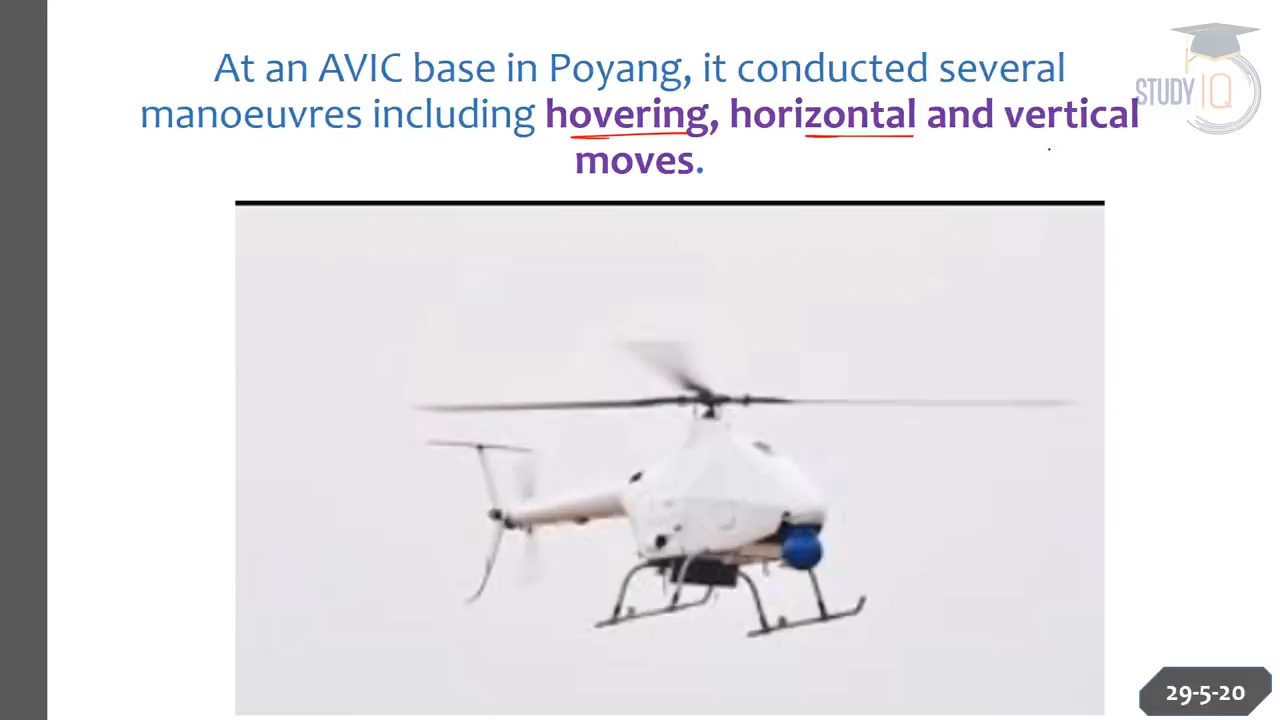 At an AVIC base in Poyang, it conducted several
manoeuvres including hovering, horizontal and vertical
moves.
STUDY IQ
29-5-20